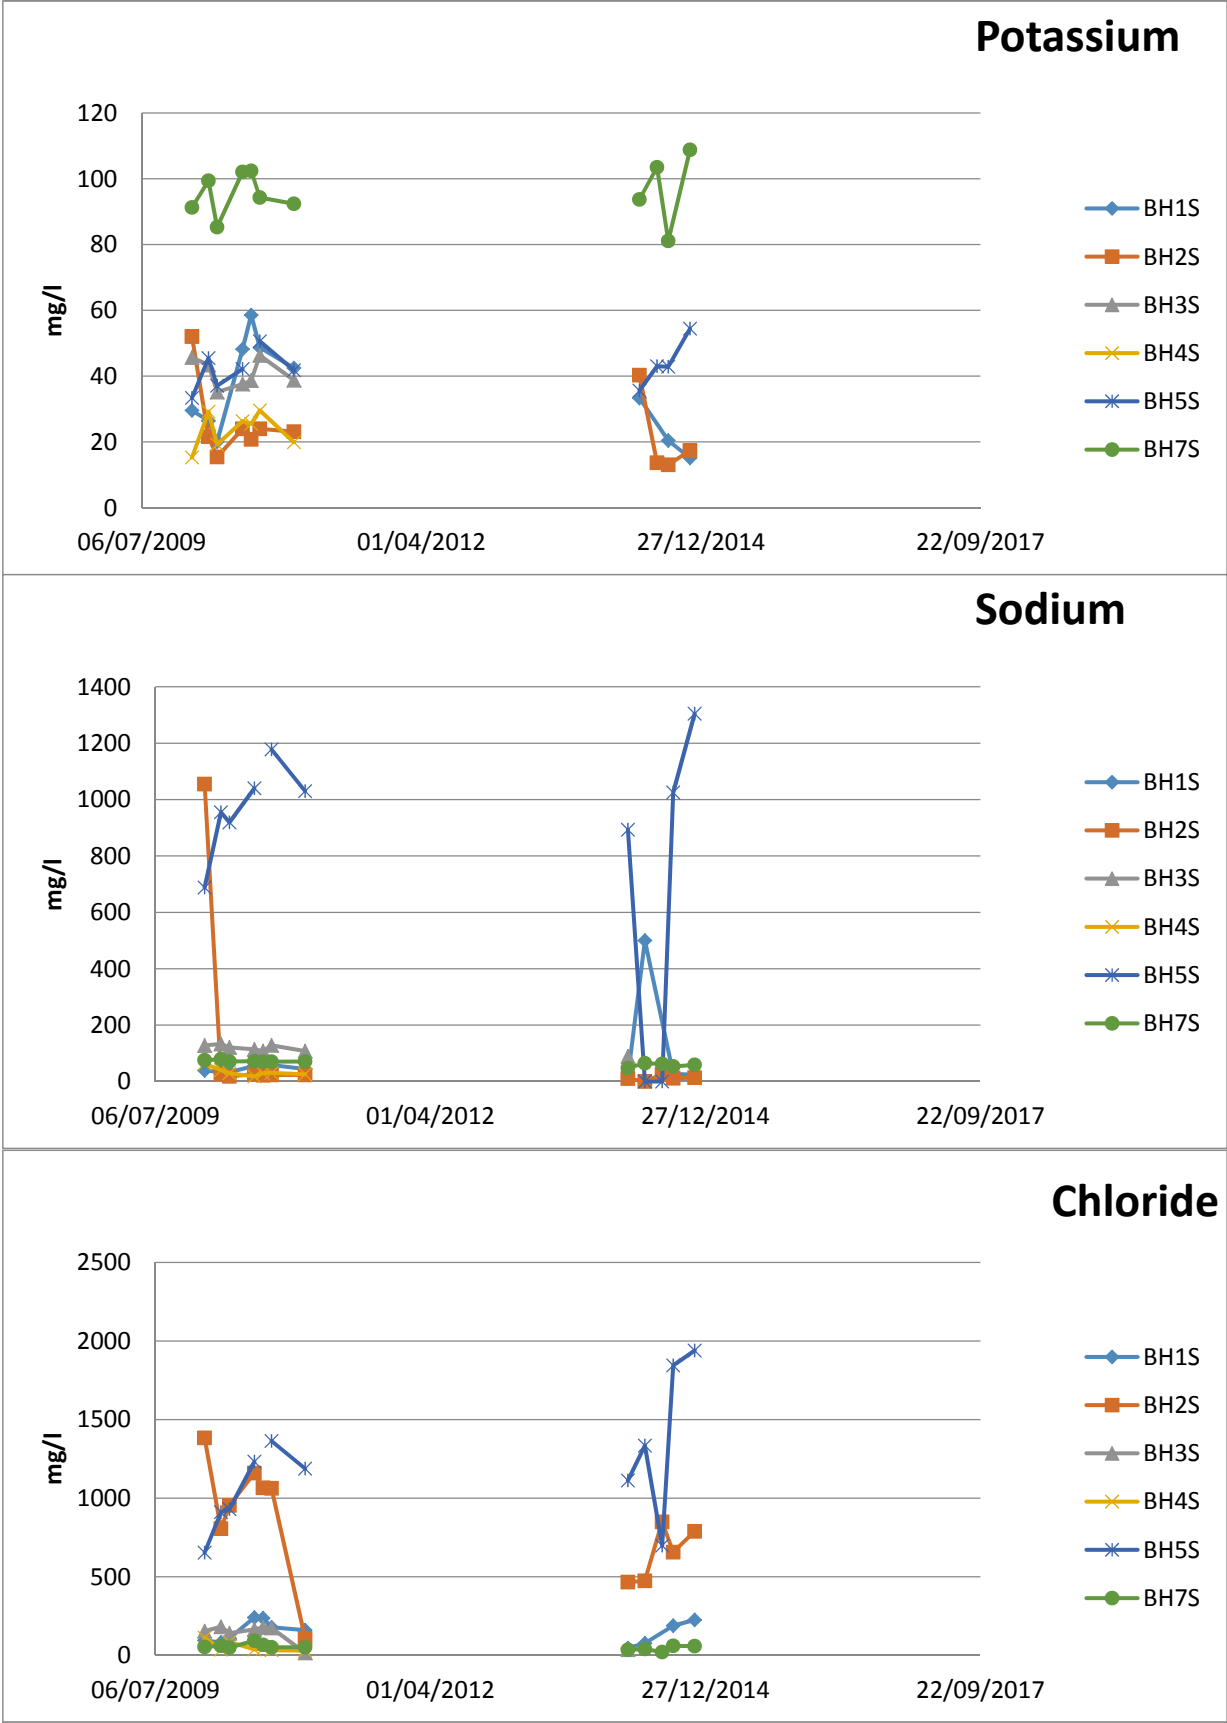 Potassium
120
100
80
60
40
20
0
mg/l
06/07/2009 01/04/2012 27/12/2014 22/09/2017
BH1S
BH2S
BH3S
BH4S
BH5S
BH7S
Sodium
1400
1200
1000
800
600
400
200
0
mg/l
06/07/2009 01/04/2012 27/12/2014 22/09/2017
BH1S
BH2S
BH3S
BH4S
BH5S
BH7S
Chloride
2500
2000
1500
1000
500
0
mg/l
06/07/2009 01/04/2012 27/12/2014 22/09/2017
BH1S
BH2S
BH3S
BH4S
BH5S
BH7S